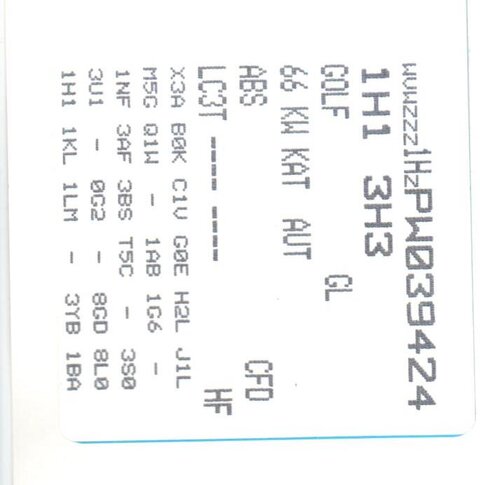 WVWZZZ1HZPW039424
1H1 3H3
GOLF GL
66 KW KAT AUT
ABS CFD
LC3T ---- ---- HF
X3A B0K C1V G0E H2L J1L
M5G Q1W - 1AB 1G6 -
1NF 3AF 3BS T5C - 3S0
3U1 - 0G2 - 8GD 8L0
1H1 1KL 1LM - 3YB 1BA